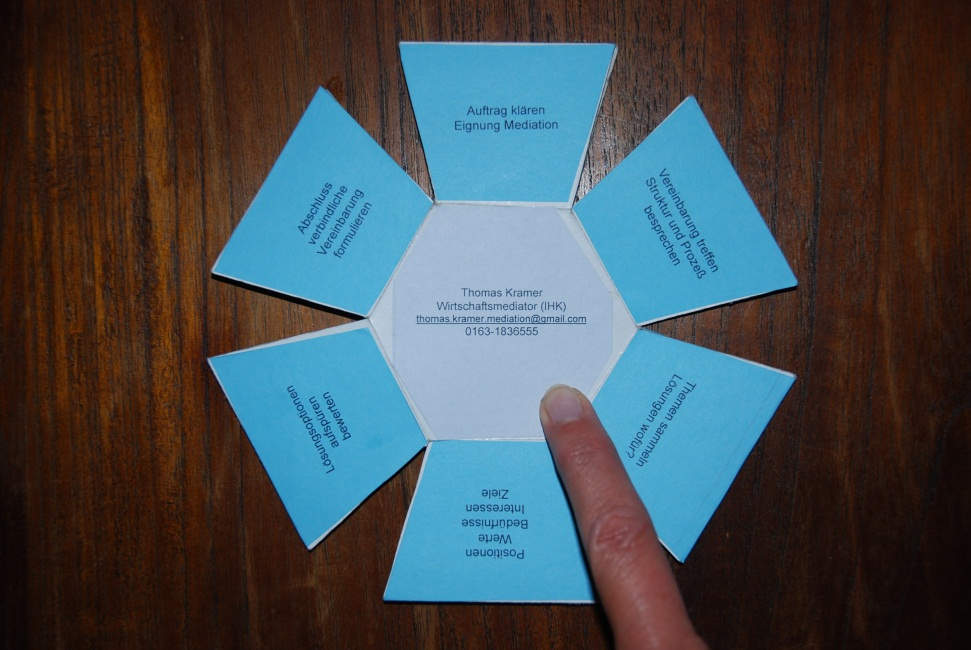 Auftrag klären
Eignung Mediation
Vereinbarung treffen
Struktur und Prozeß
besprechen
Themen sammeln
Lösungen wofür?
Positionen
Werte
Bedürfnisse
Interessen
Ziele
Lösungsoptionen
aufspüren
bewerten
Abschluss
verbindliche
Vereinbarung
formulieren
Thomas Kramer
Wirtschaftsmediator (IHK)
thomas.kramer.mediation@gmail.com
0163-1836555